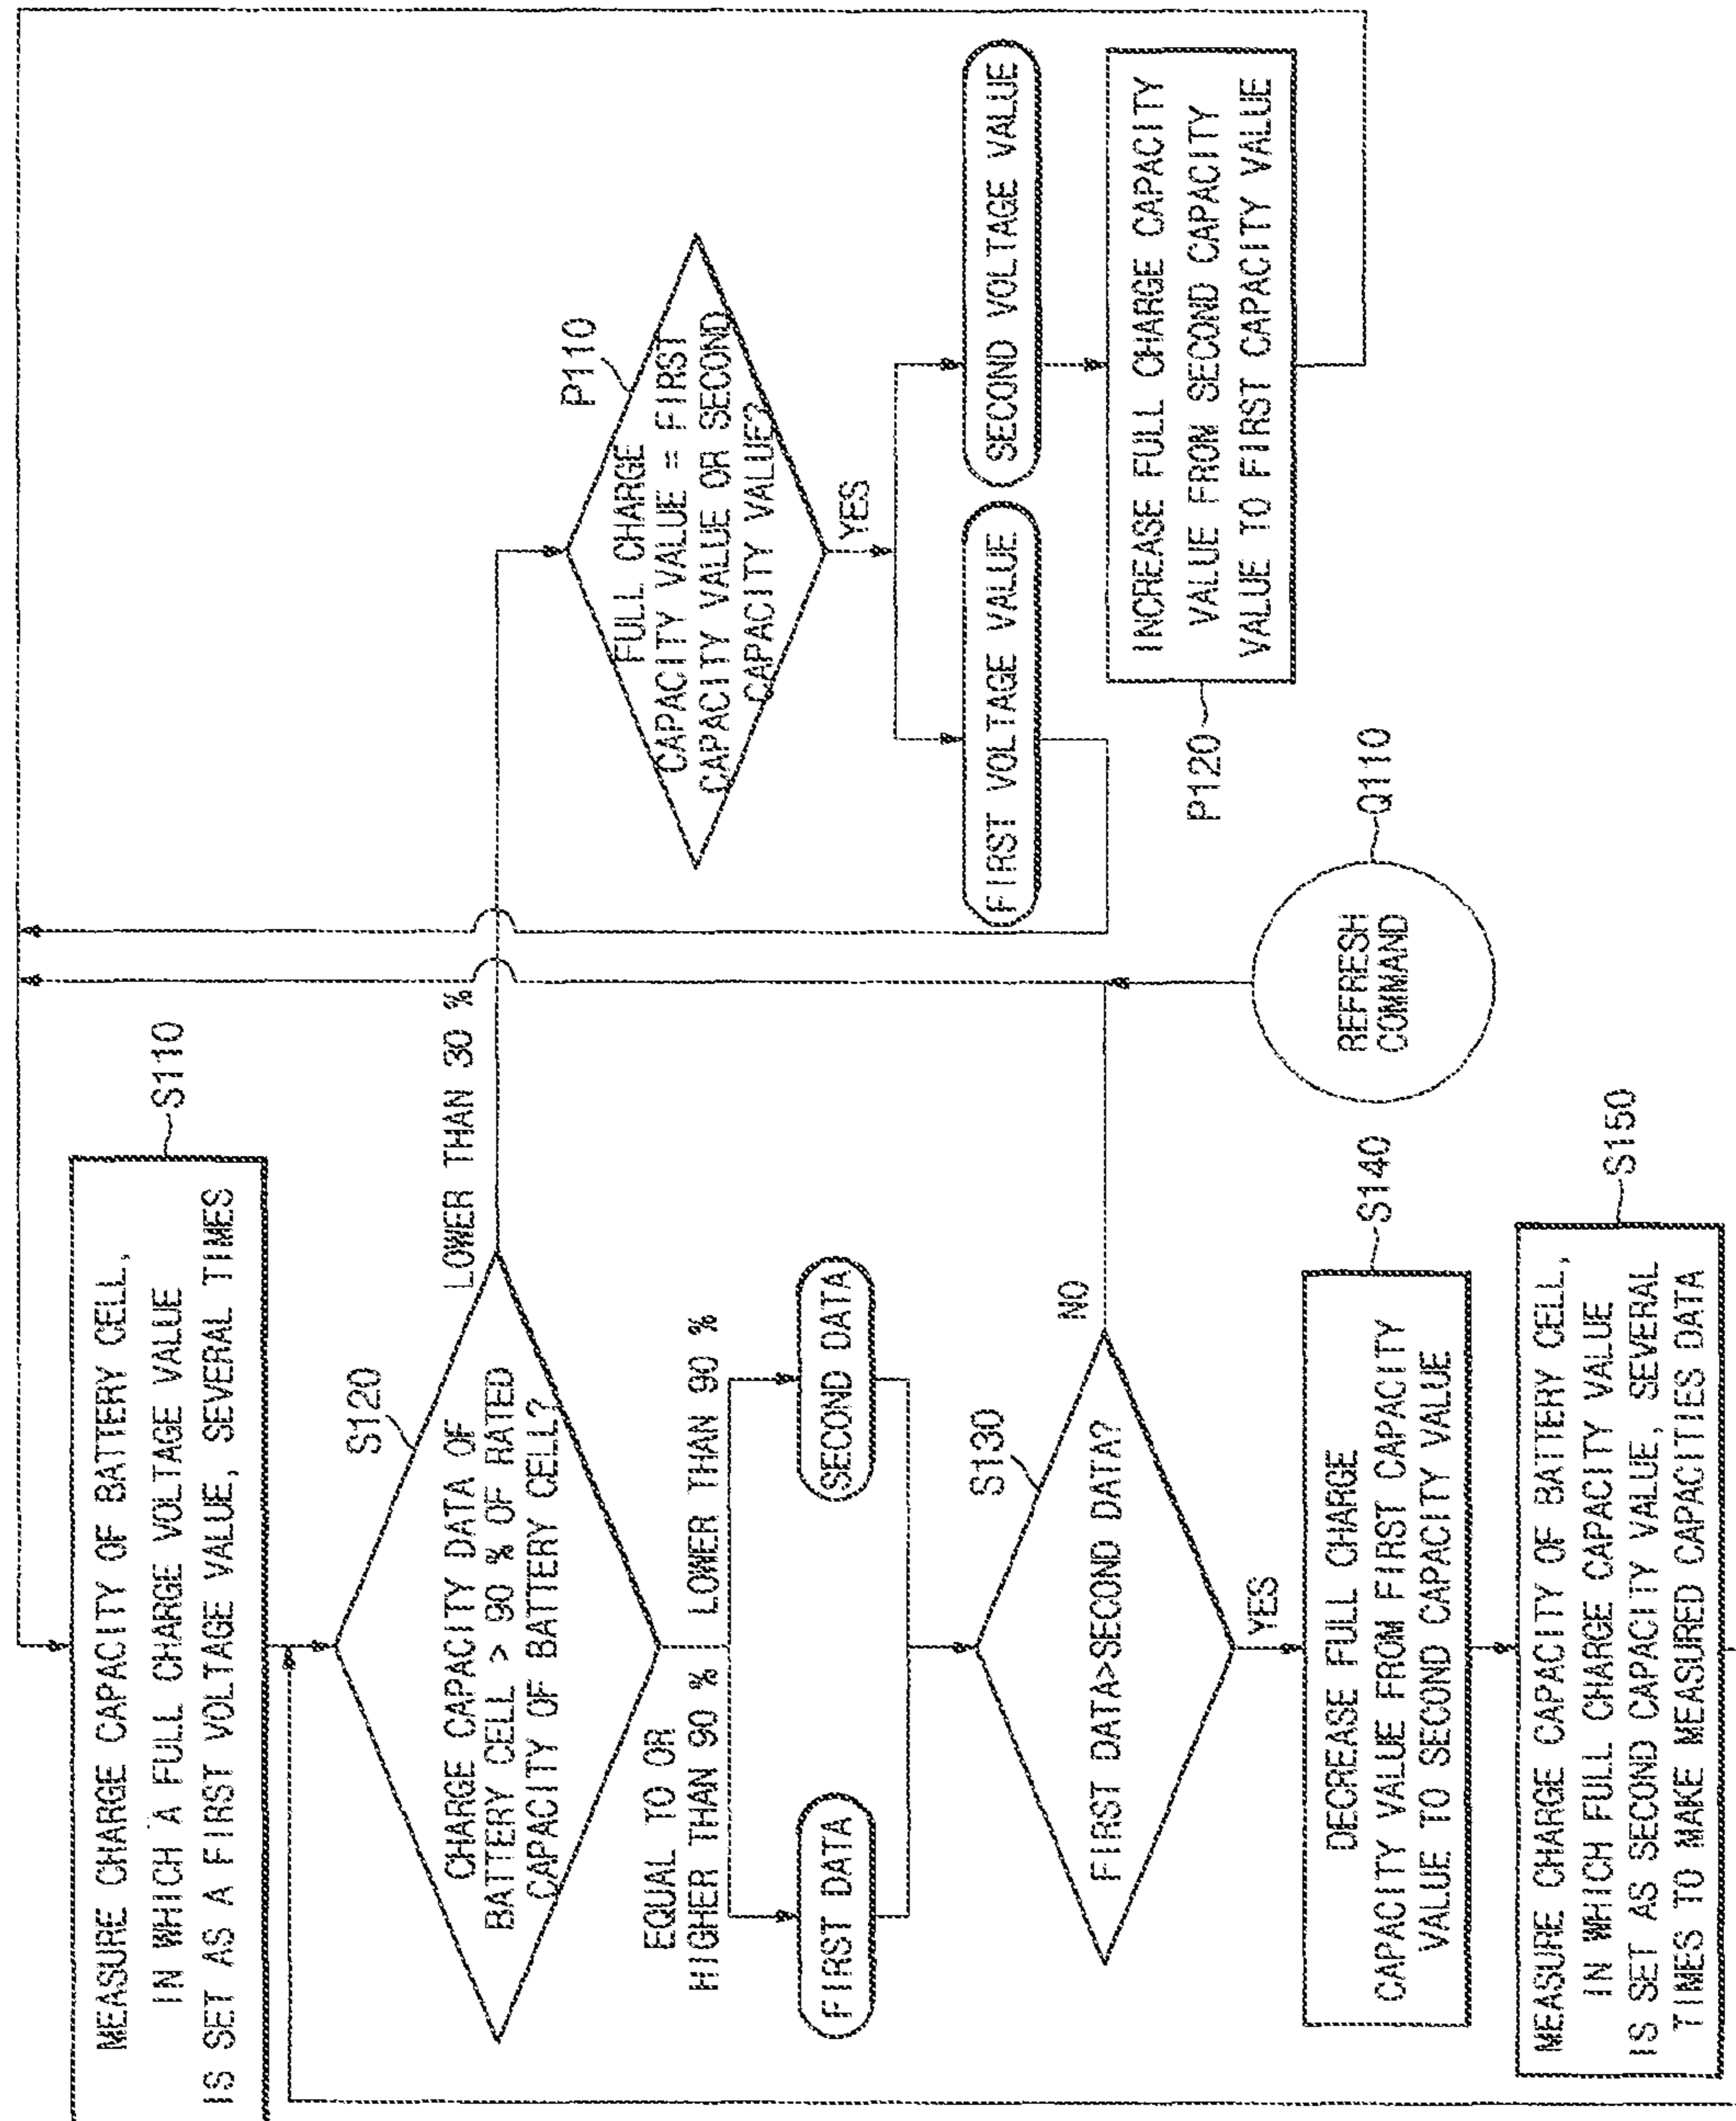 MEASURE CHARGE CAPACITY OF BATTERY CELL,
IN WHICH A FULL CHARGE VOLTAGE VALUE
IS SET AS A FIRST VOLTAGE VALUE, SEVERAL TIMES
S110
S120
CHARGE CAPACITY DATA OF
BATTERY CELL > 90 % OF RATED
CAPACITY OF BATTERY CELL?
LOWER THAN 30 %
EQUAL TO OR
HIGHER THAN 90 %
LOWER THAN 90 %
FIRST DATA
SECOND DATA
S130
FIRST DATA>SECOND DATA?
NO
YES
DECREASE FULL CHARGE
CAPACITY VALUE FROM FIRST CAPACITY
VALUE TO SECOND CAPACITY VALUE
S140
MEASURE CHARGE CAPACITY OF BATTERY CELL,
IN WHICH FULL CHARGE CAPACITY VALUE
IS SET AS SECOND CAPACITY VALUE, SEVERAL
TIMES TO MAKE MEASURED CAPACITIES DATA
S150
P110
FULL CHARGE
CAPACITY VALUE = FIRST
CAPACITY VALUE OR SECOND
CAPACITY VALUE?
YES
FIRST VOLTAGE VALUE
SECOND VOLTAGE VALUE
INCREASE FULL CHARGE CAPACITY
VALUE FROM SECOND CAPACITY
VALUE TO FIRST CAPACITY VALUE
P120
REFRESH
COMMAND
Q110